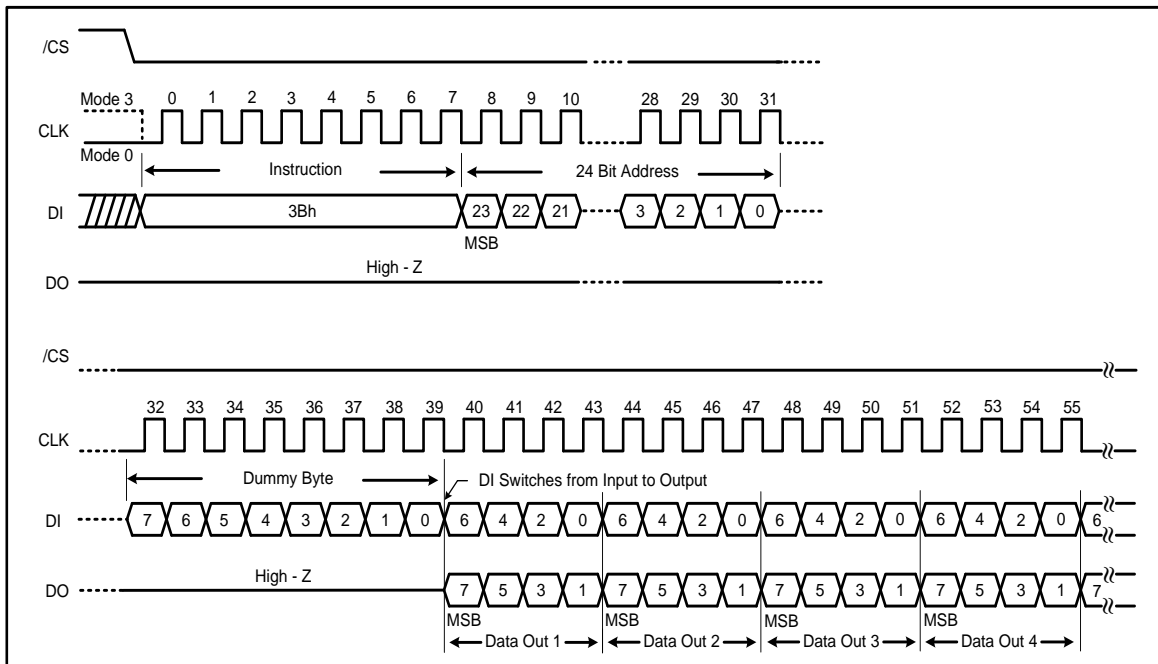 /CS
Mode 3
0 1 2 3 4 5 6 7 8 9 10 28 29 30 31
CLK
Mode 0
Instruction 24 Bit Address
DI 3Bh 23 22 21 3 2 1 0
MSB
High - Z
DO
/CS
32 33 34 35 36 37 38 39 40 41 42 43 44 45 46 47 48 49 50 51 52 53 54 55
CLK
Dummy Byte DI Switches from Input to Output
DI 7 6 5 4 3 2 1 0 6 4 2 0 6 4 2 0 6 4 2 0 6 4 2 0 6
High - Z
DO 7 5 3 1 7 5 3 1 7 5 3 1 7 5 3 1 7
MSB MSB MSB MSB
Data Out 1 Data Out 2 Data Out 3 Data Out 4